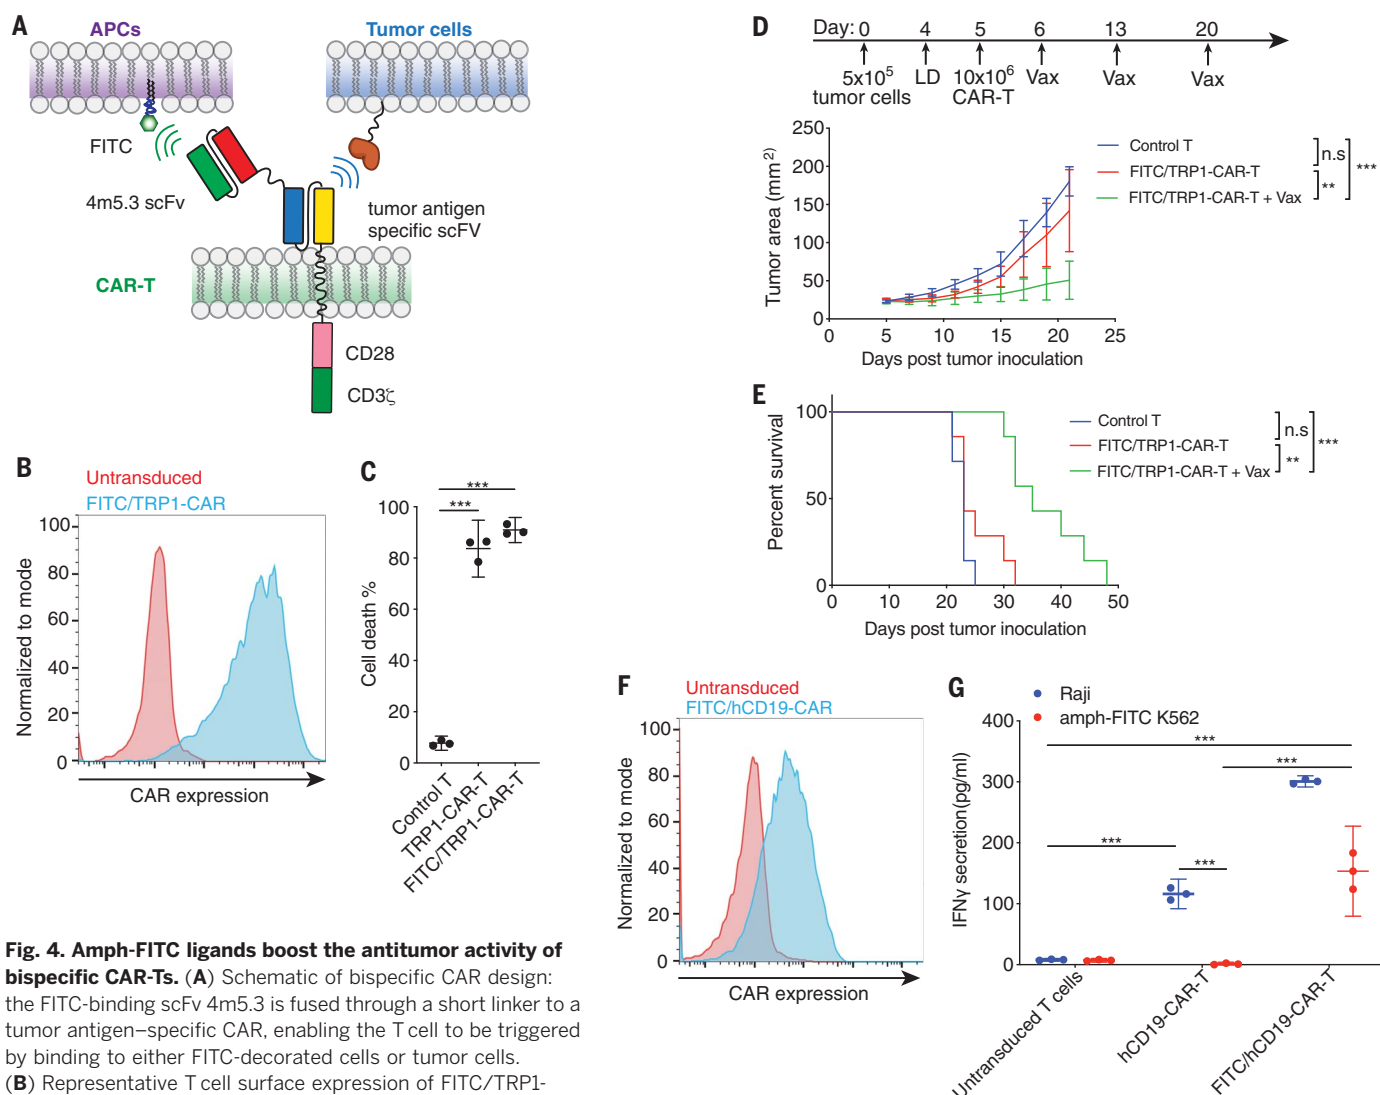 A
APCs
Tumor cells
FITC
4m5.3 scFv
tumor antigen
specific scFV
CAR-T
CD28
CD3ζ
B
Untransduced
FITC/TRP1-CAR
Normalized to mode
100
80
60
40
20
0
CAR expression
C
***
***
Cell death %
100
80
60
40
20
0
Control T
TRP1-CAR-T
FITC/TRP1-CAR-T
D
Day: 0 4 5 6 13 20
5x10⁵
tumor cells
LD
10x10⁶
CAR-T
Vax
Vax
Vax
Tumor area (mm²)
250
200
150
100
50
0
0 5 10 15 20 25
Days post tumor inoculation
Control T
FITC/TRP1-CAR-T
FITC/TRP1-CAR-T + Vax
n.s
**
***
E
Percent survival
100
50
0
0 10 20 30 40 50
Days post tumor inoculation
Control T
FITC/TRP1-CAR-T
FITC/TRP1-CAR-T + Vax
n.s
**
***
F
Untransduced
FITC/hCD19-CAR
Normalized to mode
100
80
60
40
20
0
CAR expression
G
Raji
amph-FITC K562
IFNγ secretion(pg/ml)
400
300
200
100
0
***
***
***
***
Untransduced T cells
hCD19-CAR-T
FITC/hCD19-CAR-T
Fig. 4. Amph-FITC ligands boost the antitumor activity of
bispecific CAR-Ts. (A) Schematic of bispecific CAR design:
the FITC-binding scFv 4m5.3 is fused through a short linker to a
tumor antigen–specific CAR, enabling the T cell to be triggered
by binding to either FITC-decorated cells or tumor cells.
(B) Representative T cell surface expression of FITC/TRP1-